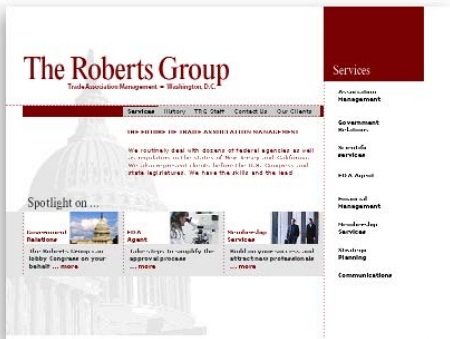 The Roberts Group
Trade Association Management - Washington, D.C.
Services History TRG Staff Contact Us Our Clients
THE FUTURE OF TRADE ASSOCIATION MANAGEMENT
We routinely deal with dozens of federal agencies as well
as regulators in the states of New Jersey and California.
We also represent clients before the U.S. Congress and
state legislatures. We have the skills and the lead
Spotlight on ...
Government
Relations
The Roberts Group can
lobby Congress on your
behalf ... more
FDA
Agent
Take steps to simplify the
approval process
... more
Membership
Services
Build on your success and
attract new professionals
... more
Services
Association
Management
Government
Relations
Scientific
services
FDA Agent
Financial
Management
Membership
Services
Strategic
Planning
Communications